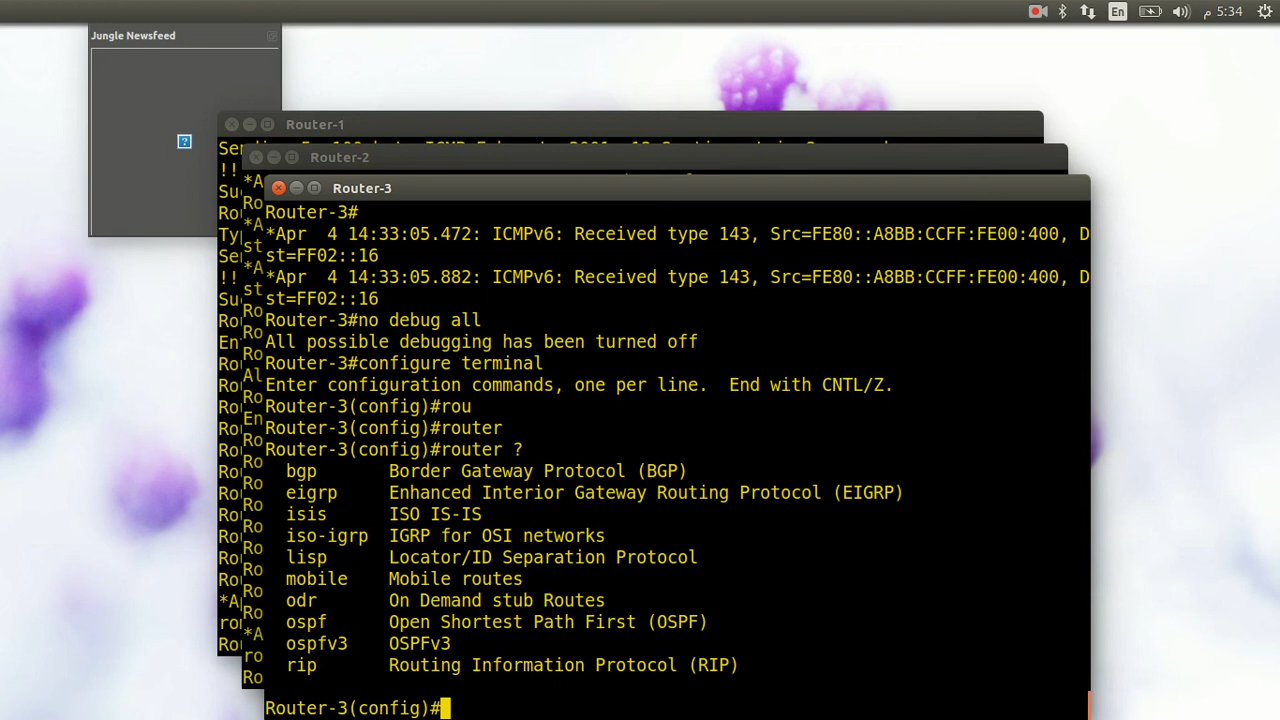 En
5:34 م
Jungle Newsfeed
Router-1
Router-2
Router-3
Router-3#
*Apr  4 14:33:05.472: ICMPv6: Received type 143, Src=FE80::A8BB:CCFF:FE00:400, D
st=FF02::16
*Apr  4 14:33:05.882: ICMPv6: Received type 143, Src=FE80::A8BB:CCFF:FE00:400, D
st=FF02::16
Router-3#no debug all
All possible debugging has been turned off
Router-3#configure terminal
Enter configuration commands, one per line.  End with CNTL/Z.
Router-3(config)#rou
Router-3(config)#router
Router-3(config)#router ?
  bgp       Border Gateway Protocol (BGP)
  eigrp     Enhanced Interior Gateway Routing Protocol (EIGRP)
  isis      ISO IS-IS
  iso-igrp  IGRP for OSI networks
  lisp      Locator/ID Separation Protocol
  mobile    Mobile routes
  odr       On Demand stub Routes
  ospf      Open Shortest Path First (OSPF)
  ospfv3    OSPFv3
  rip       Routing Information Protocol (RIP)
Router-3(config)#